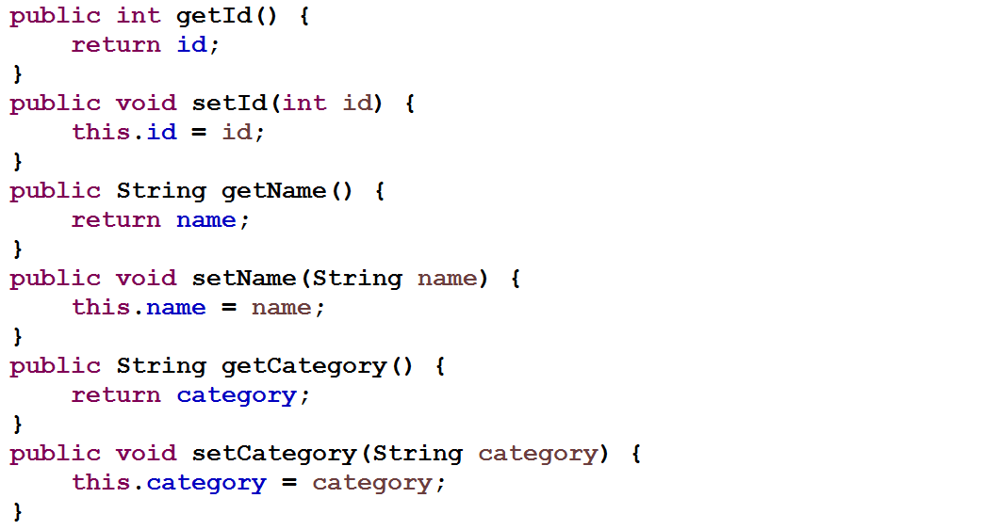 public int getId() {
    return id;
}
public void setId(int id) {
    this.id = id;
}
public String getName() {
    return name;
}
public void setName(String name) {
    this.name = name;
}
public String getCategory() {
    return category;
}
public void setCategory(String category) {
    this.category = category;
}